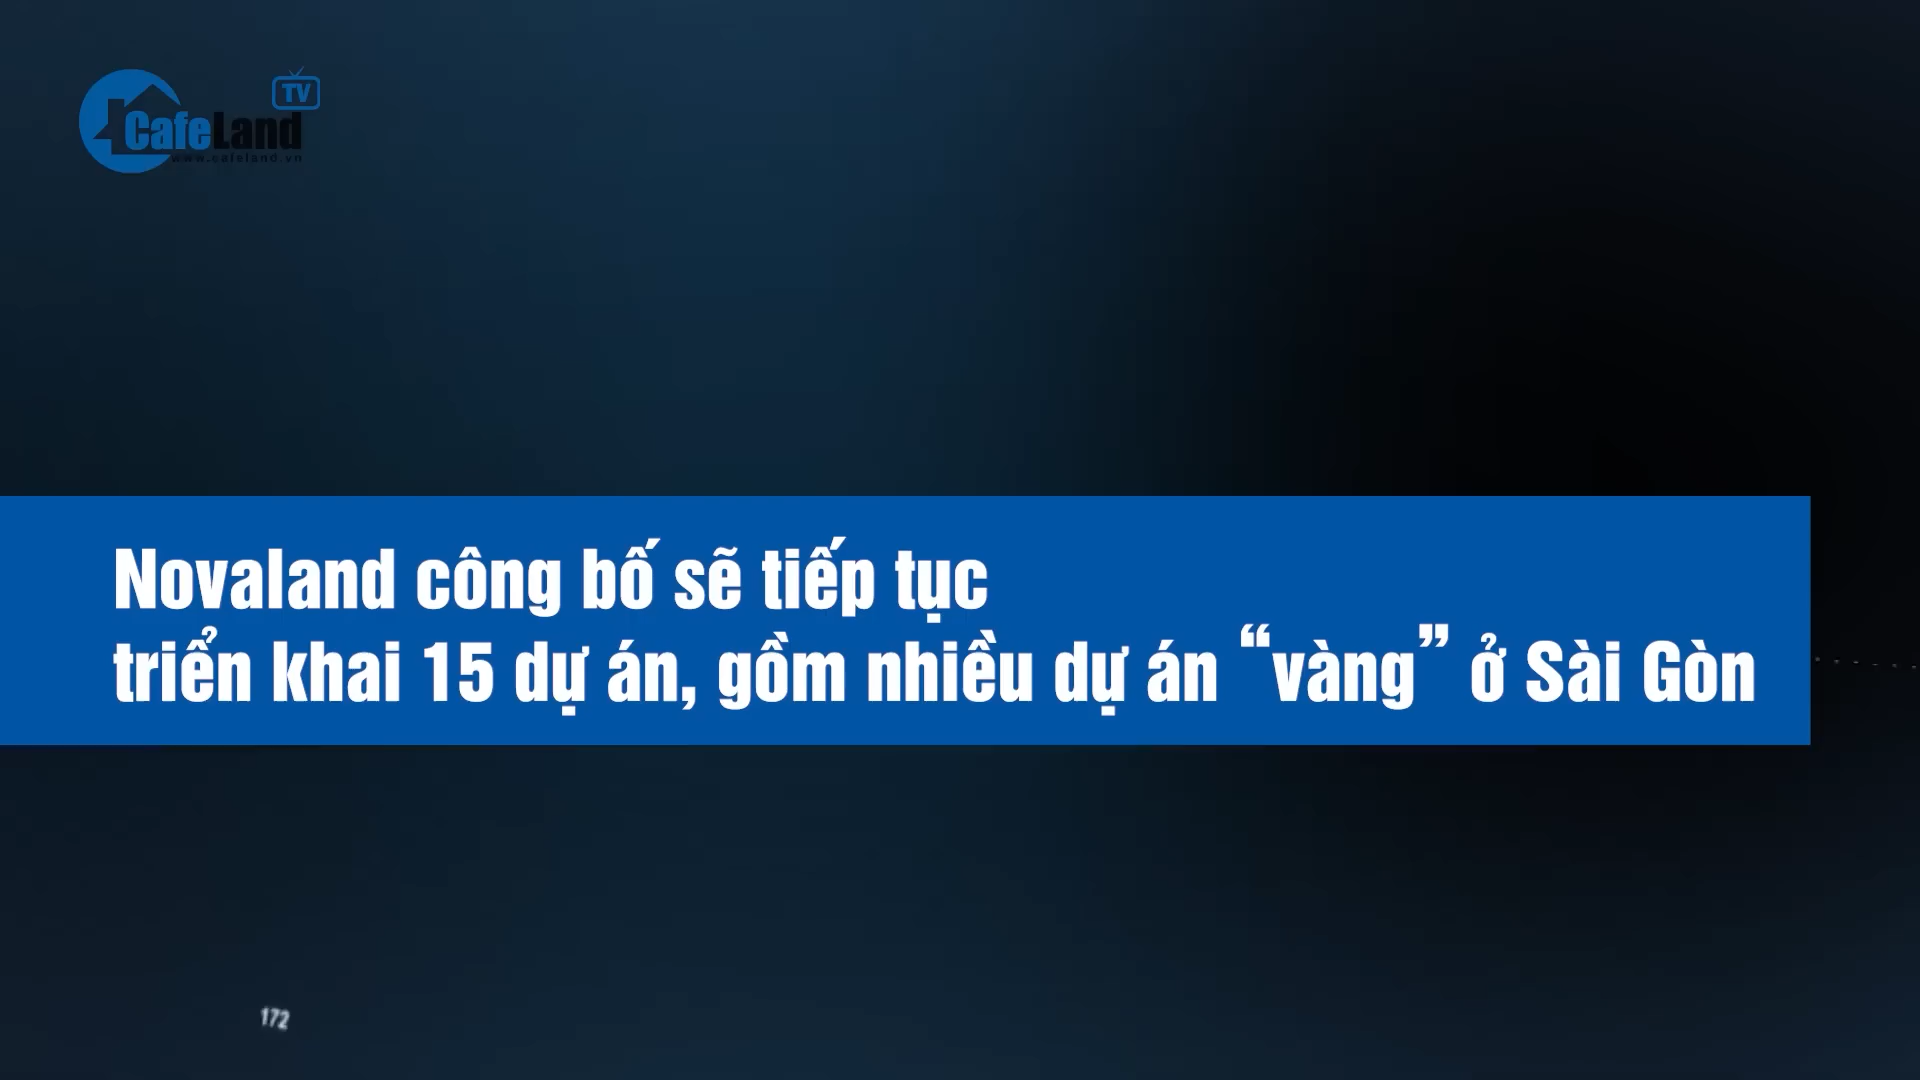 TV
CafeLand
www.cafeland.vn
Novaland công bố sẽ tiếp tục
triển khai 15 dự án, gồm nhiều dự án “vàng” ở Sài Gòn
172